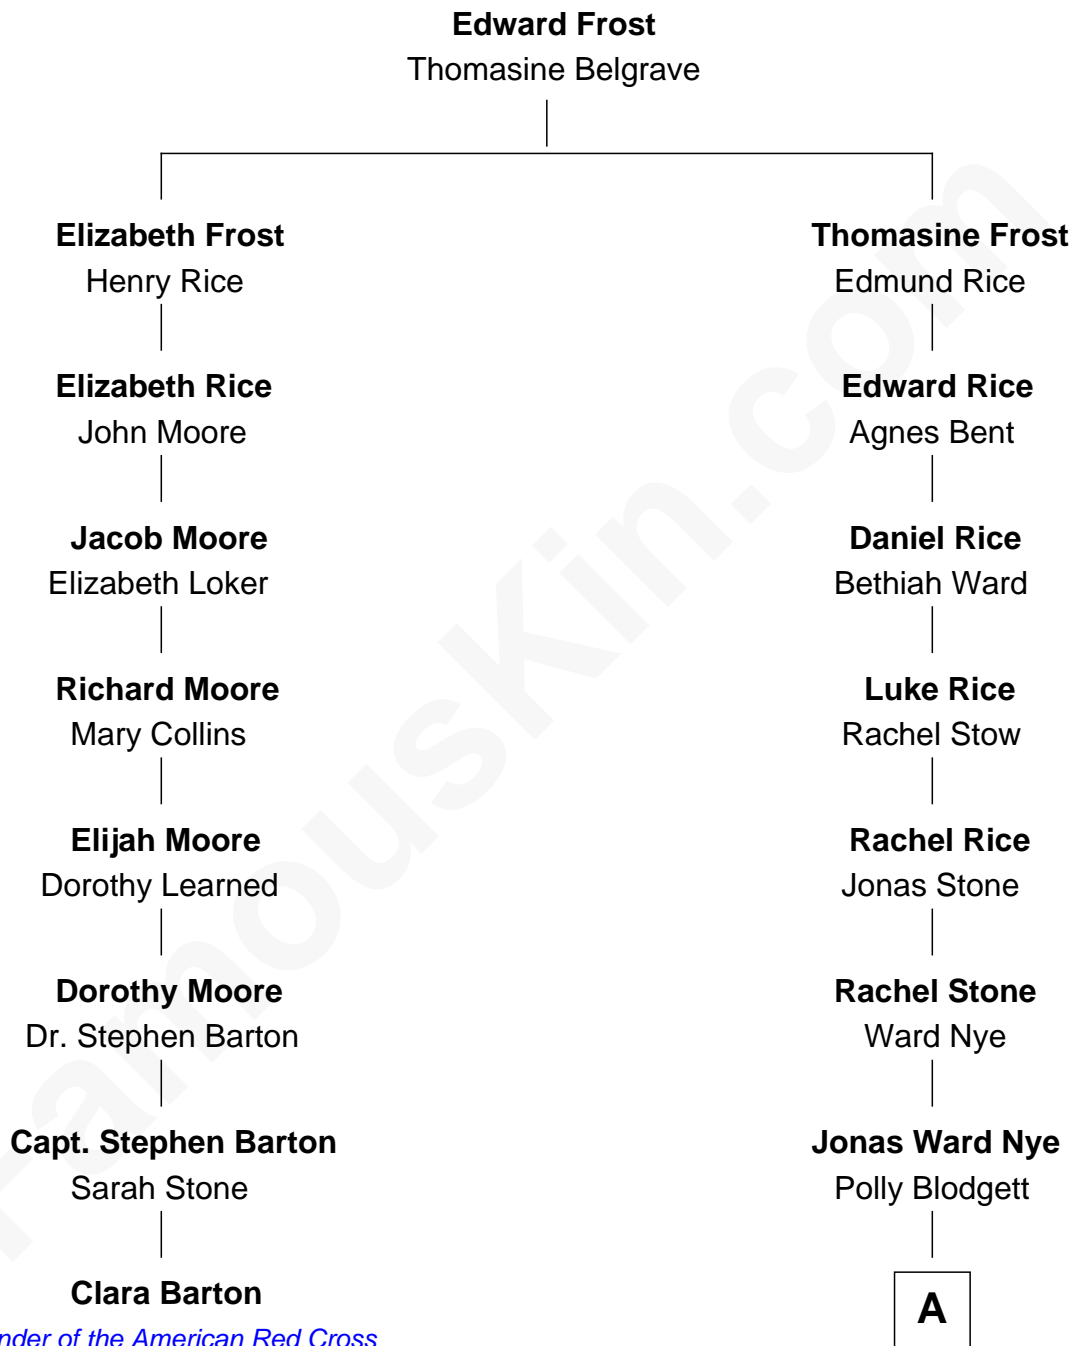 Edward Frost
Thomasine Belgrave
Elizabeth Frost
Henry Rice
Thomasine Frost
Edmund Rice
Elizabeth Rice
John Moore
Edward Rice
Agnes Bent
Jacob Moore
Elizabeth Loker
Daniel Rice
Bethiah Ward
Richard Moore
Mary Collins
Luke Rice
Rachel Stow
Elijah Moore
Dorothy Learned
Rachel Rice
Jonas Stone
Dorothy Moore
Dr. Stephen Barton
Rachel Stone
Ward Nye
Capt. Stephen Barton
Sarah Stone
Jonas Ward Nye
Polly Blodgett
Clara Barton
nder of the American Red Cross
A
FamousKin.com